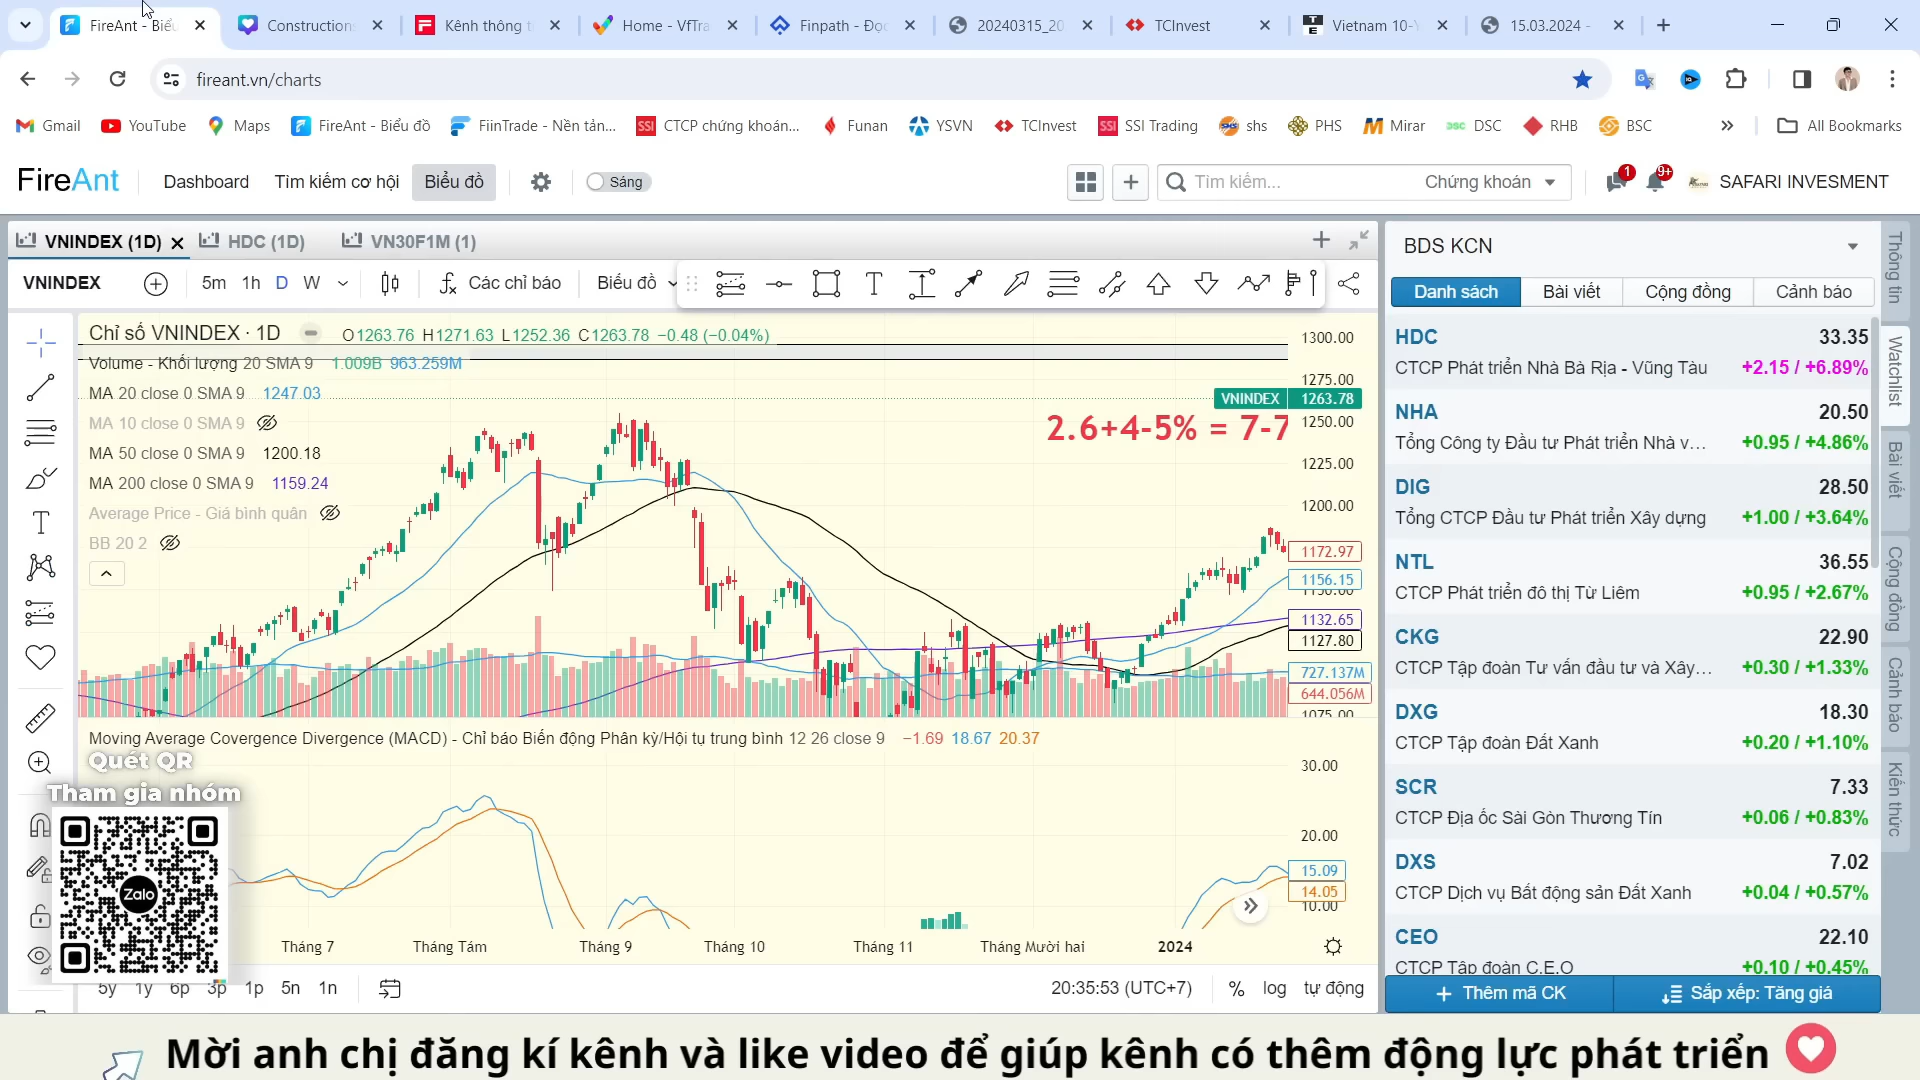 FireAnt - Biểu
Constructions
Kênh thông t
Home - VfTra
Finpath - Đọc
20240315_20
TCInvest
Vietnam 10-Y
15.03.2024 -
fireant.vn/charts
Gmail
YouTube
Maps
FireAnt - Biểu đồ
FiinTrade - Nền tản...
SSI CTCP chứng khoán...
Funan
YSVN
TCInvest
SSI SSI Trading
shs
PHS
Mirar
DSC
RHB
BSC
All Bookmarks
FireAnt
Dashboard
Tìm kiếm cơ hội
Biểu đồ
Sáng
Tìm kiếm...
Chứng khoán
1
9+
SAFARI INVESMENT
VNINDEX (1D)
HDC (1D)
VN30F1M (1)
VNINDEX
5m 1h D W
Các chỉ báo
Biểu đồ
Chỉ số VNINDEX · 1D
O1263.76 H1271.63 L1252.36 C1263.78 −0.48 (−0.04%)
Volume - Khối lượng 20 SMA 9 1.009B 963.259M
MA 20 close 0 SMA 9 1247.03
MA 10 close 0 SMA 9
MA 50 close 0 SMA 9 1200.18
MA 200 close 0 SMA 9 1159.24
Average Price - Giá bình quân
BB 20 2
2.6+4-5% = 7-7
1300.00
1275.00
VNINDEX 1263.78
1250.00
1225.00
1200.00
1172.97
1156.15
1150.00
1132.65
1127.80
727.137M
644.056M
1075.00
Moving Average Covergence Divergence (MACD) - Chỉ báo Biến động Phân kỳ/Hội tụ trung bình 12 26 close 9 −1.69 18.67 20.37
30.00
20.00
15.09
14.05
10.00
Quét QR
Tham gia nhóm
Zalo
Tháng 7
Tháng Tám
Tháng 9
Tháng 10
Tháng 11
Tháng Mười hai
2024
5y 1y 6p 3p 1p 5n 1n
20:35:53 (UTC+7)
% log tự động
BDS KCN
Danh sách
Bài viết
Cộng đồng
Cảnh báo
HDC 33.35
CTCP Phát triển Nhà Bà Rịa - Vũng Tàu +2.15 / +6.89%
NHA 20.50
Tổng Công ty Đầu tư Phát triển Nhà v... +0.95 / +4.86%
DIG 28.50
Tổng CTCP Đầu tư Phát triển Xây dựng +1.00 / +3.64%
NTL 36.55
CTCP Phát triển đô thị Từ Liêm +0.95 / +2.67%
CKG 22.90
CTCP Tập đoàn Tư vấn đầu tư và Xây... +0.30 / +1.33%
DXG 18.30
CTCP Tập đoàn Đất Xanh +0.20 / +1.10%
SCR 7.33
CTCP Địa ốc Sài Gòn Thương Tín +0.06 / +0.83%
DXS 7.02
CTCP Dịch vụ Bất động sản Đất Xanh +0.04 / +0.57%
CEO 22.10
CTCP Tập đoàn C.E.O +0.10 / +0.45%
Thêm mã CK
Sắp xếp: Tăng giá
Thông tin
Watchlist
Bài viết
Cộng đồng
Cảnh báo
Kiến thức
Mời anh chị đăng kí kênh và like video để giúp kênh có thêm động lực phát triển